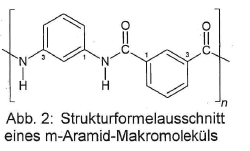 O
O
C
C
N
H
3
1
N
H
1
3
n
Abb. 2: Strukturformelausschnitt
eines m-Aramid-Makromoleküls